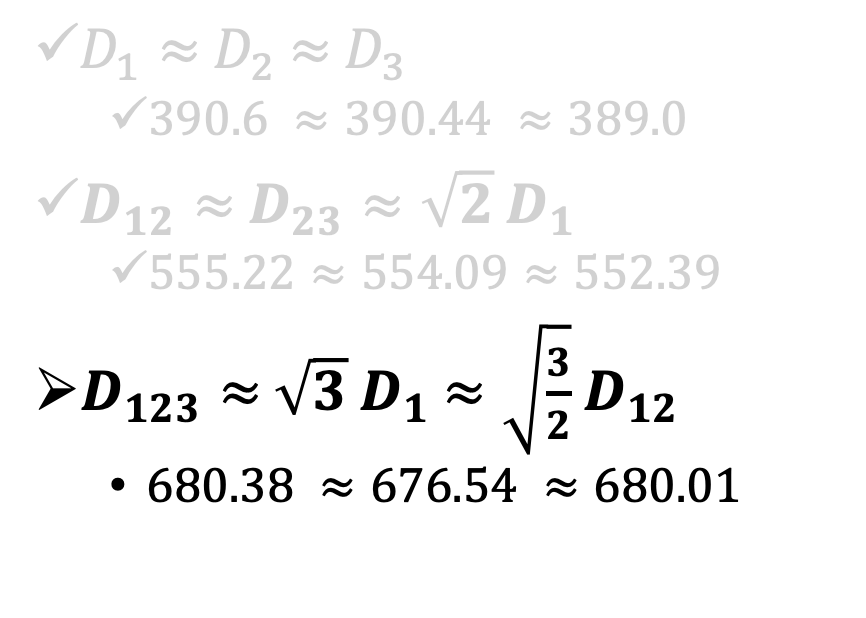 ✓D₁ ≈ D₂ ≈ D₃
✓390.6 ≈ 390.44 ≈ 389.0
✓D₁₂ ≈ D₂₃ ≈ √2 D₁
✓555.22 ≈ 554.09 ≈ 552.39
➢D₁₂₃ ≈ √3 D₁ ≈ √(3/2) D₁₂
• 680.38 ≈ 676.54 ≈ 680.01